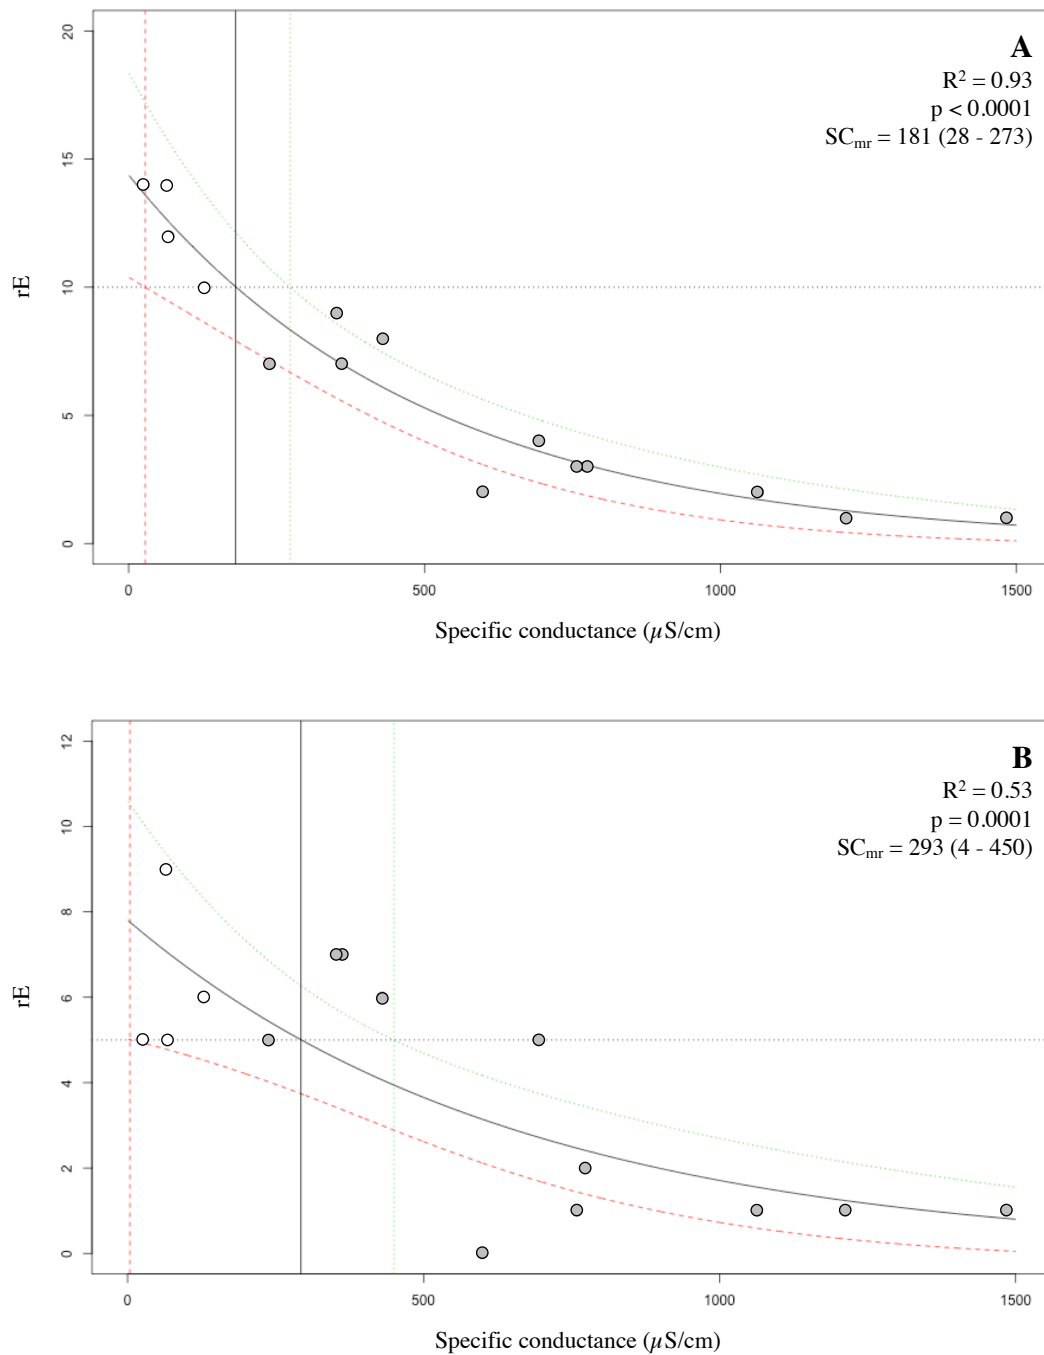 20
15
10
5
0
rE
A
R² = 0.93
p < 0.0001
SCmr = 181 (28 - 273)
0 500 1000 1500
Specific conductance (µS/cm)
12
10
8
6
4
2
0
rE
B
R² = 0.53
p = 0.0001
SCmr = 293 (4 - 450)
0 500 1000 1500
Specific conductance (µS/cm)